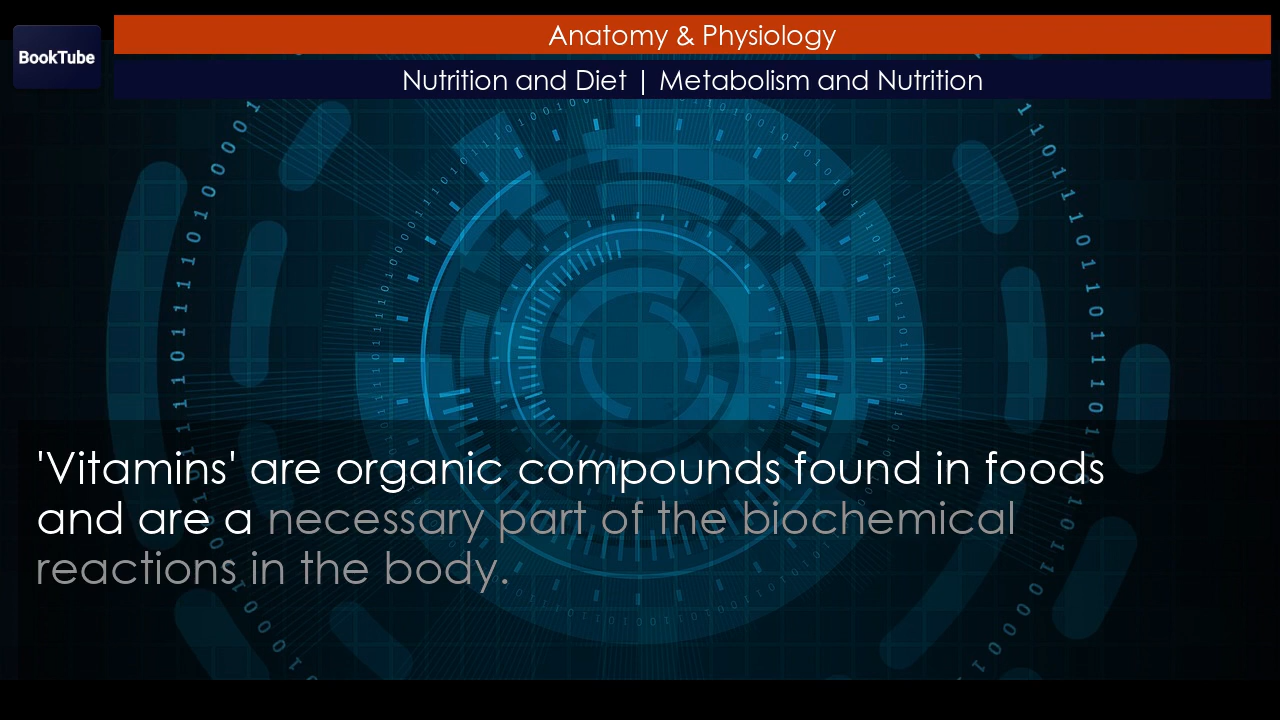 Anatomy & Physiology
BookTube
Nutrition and Diet | Metabolism and Nutrition
'Vitamins' are organic compounds found in foods
and are a necessary part of the biochemical
reactions in the body.